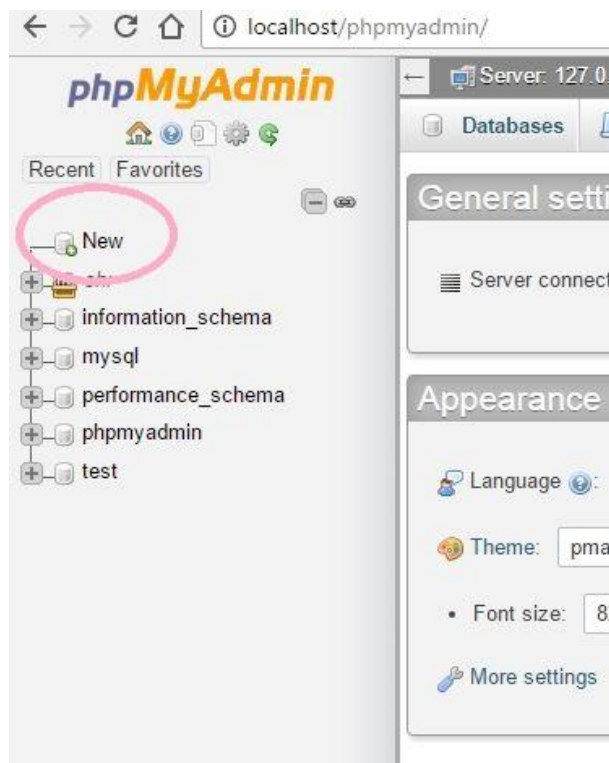 localhost/phpmyadmin/
phpMyAdmin
Recent Favorites
New
information_schema
mysql
performance_schema
phpmyadmin
test
Server: 127.0.
Databases
General setti
Server connect
Appearance
Language
Theme: pma
• Font size: 8
More settings